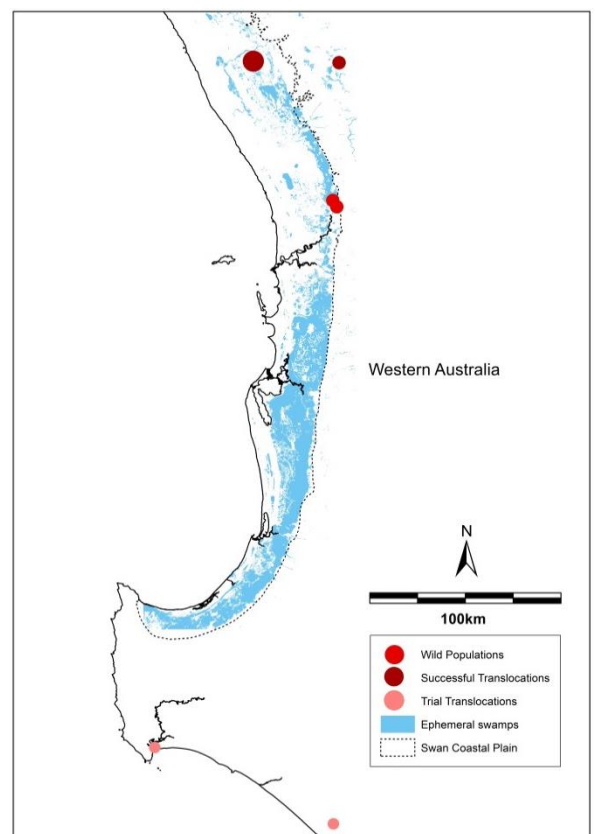 Western Australia
N
100km
Wild Populations
Successful Translocations
Trial Translocations
Ephemeral swamps
Swan Coastal Plain